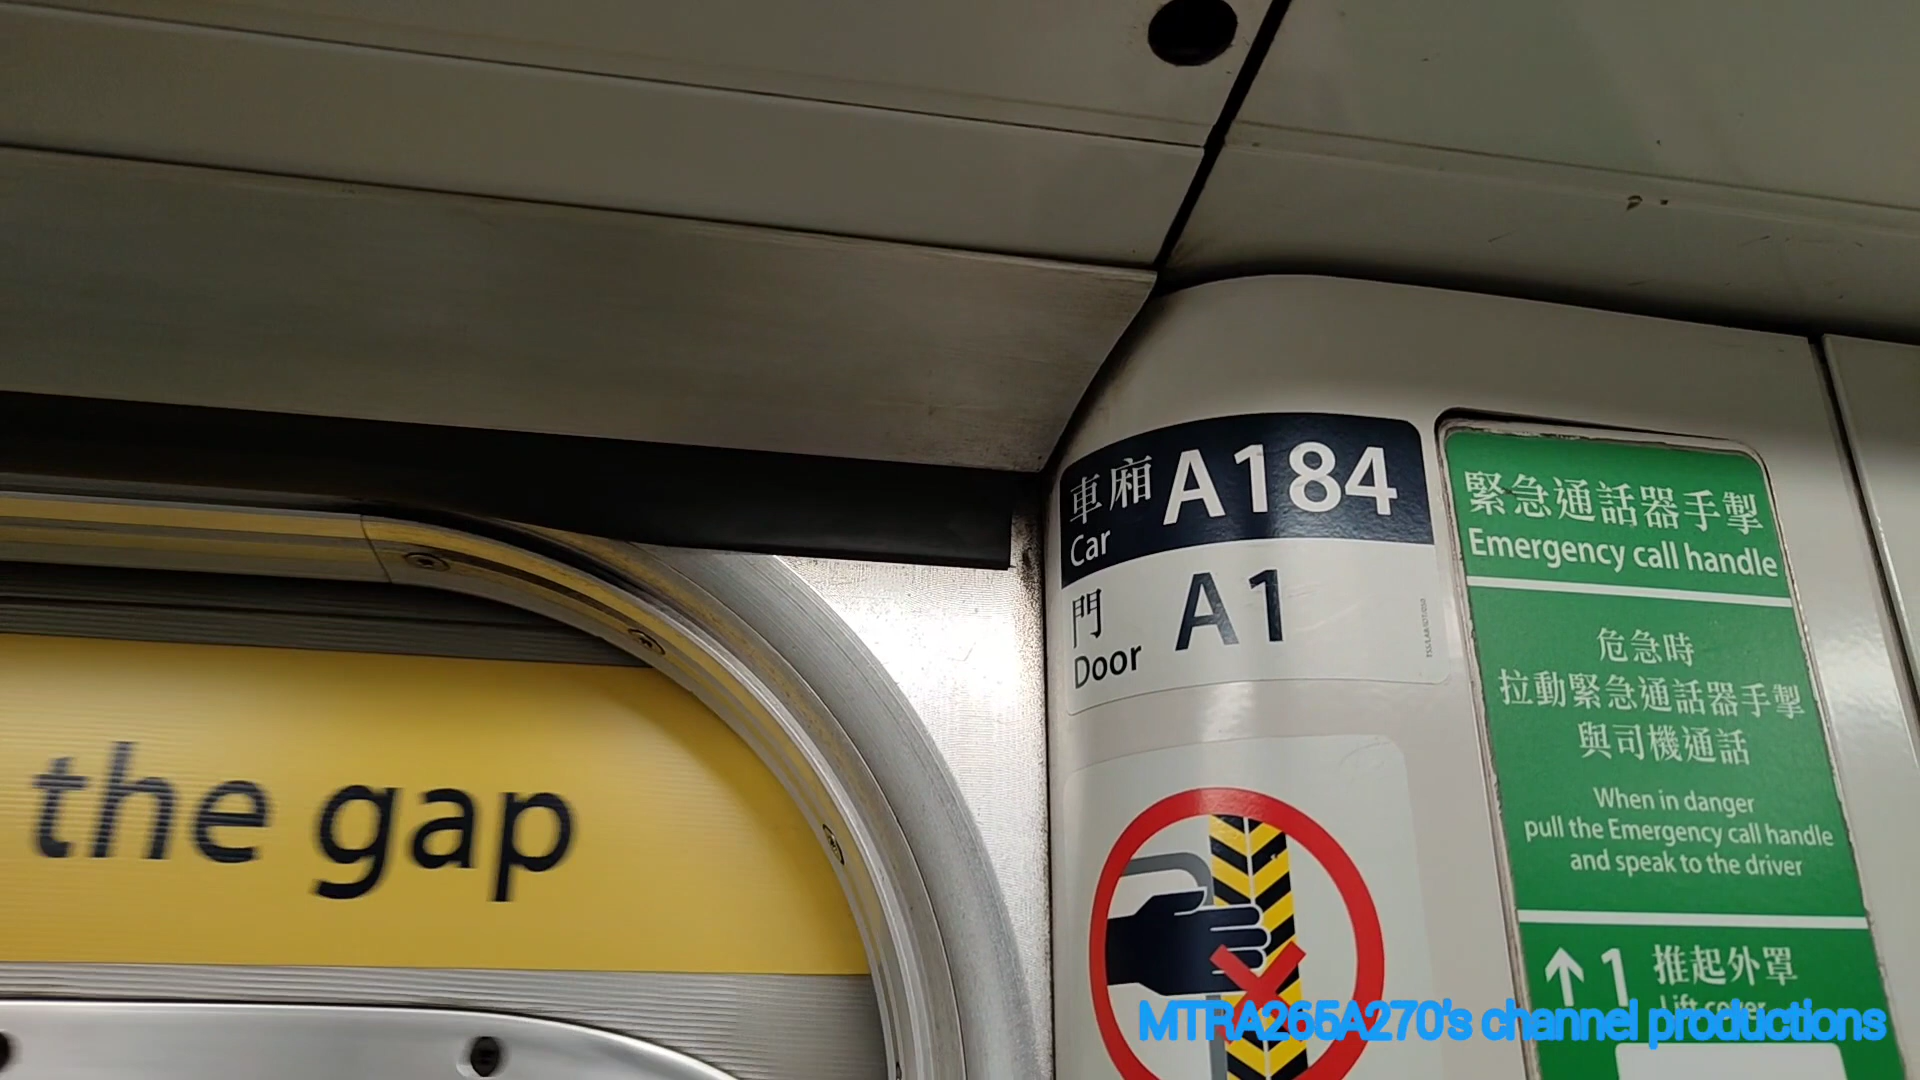 車廂 A184
Car
門 A1
Door
the gap
緊急通話器手掣
Emergency call handle
危急時
拉動緊急通話器手掣
與司機通話
When in danger
pull the Emergency call handle
and speak to the driver
↑ 1 推起外罩
Lift cover
MTRA265A270's channel productions